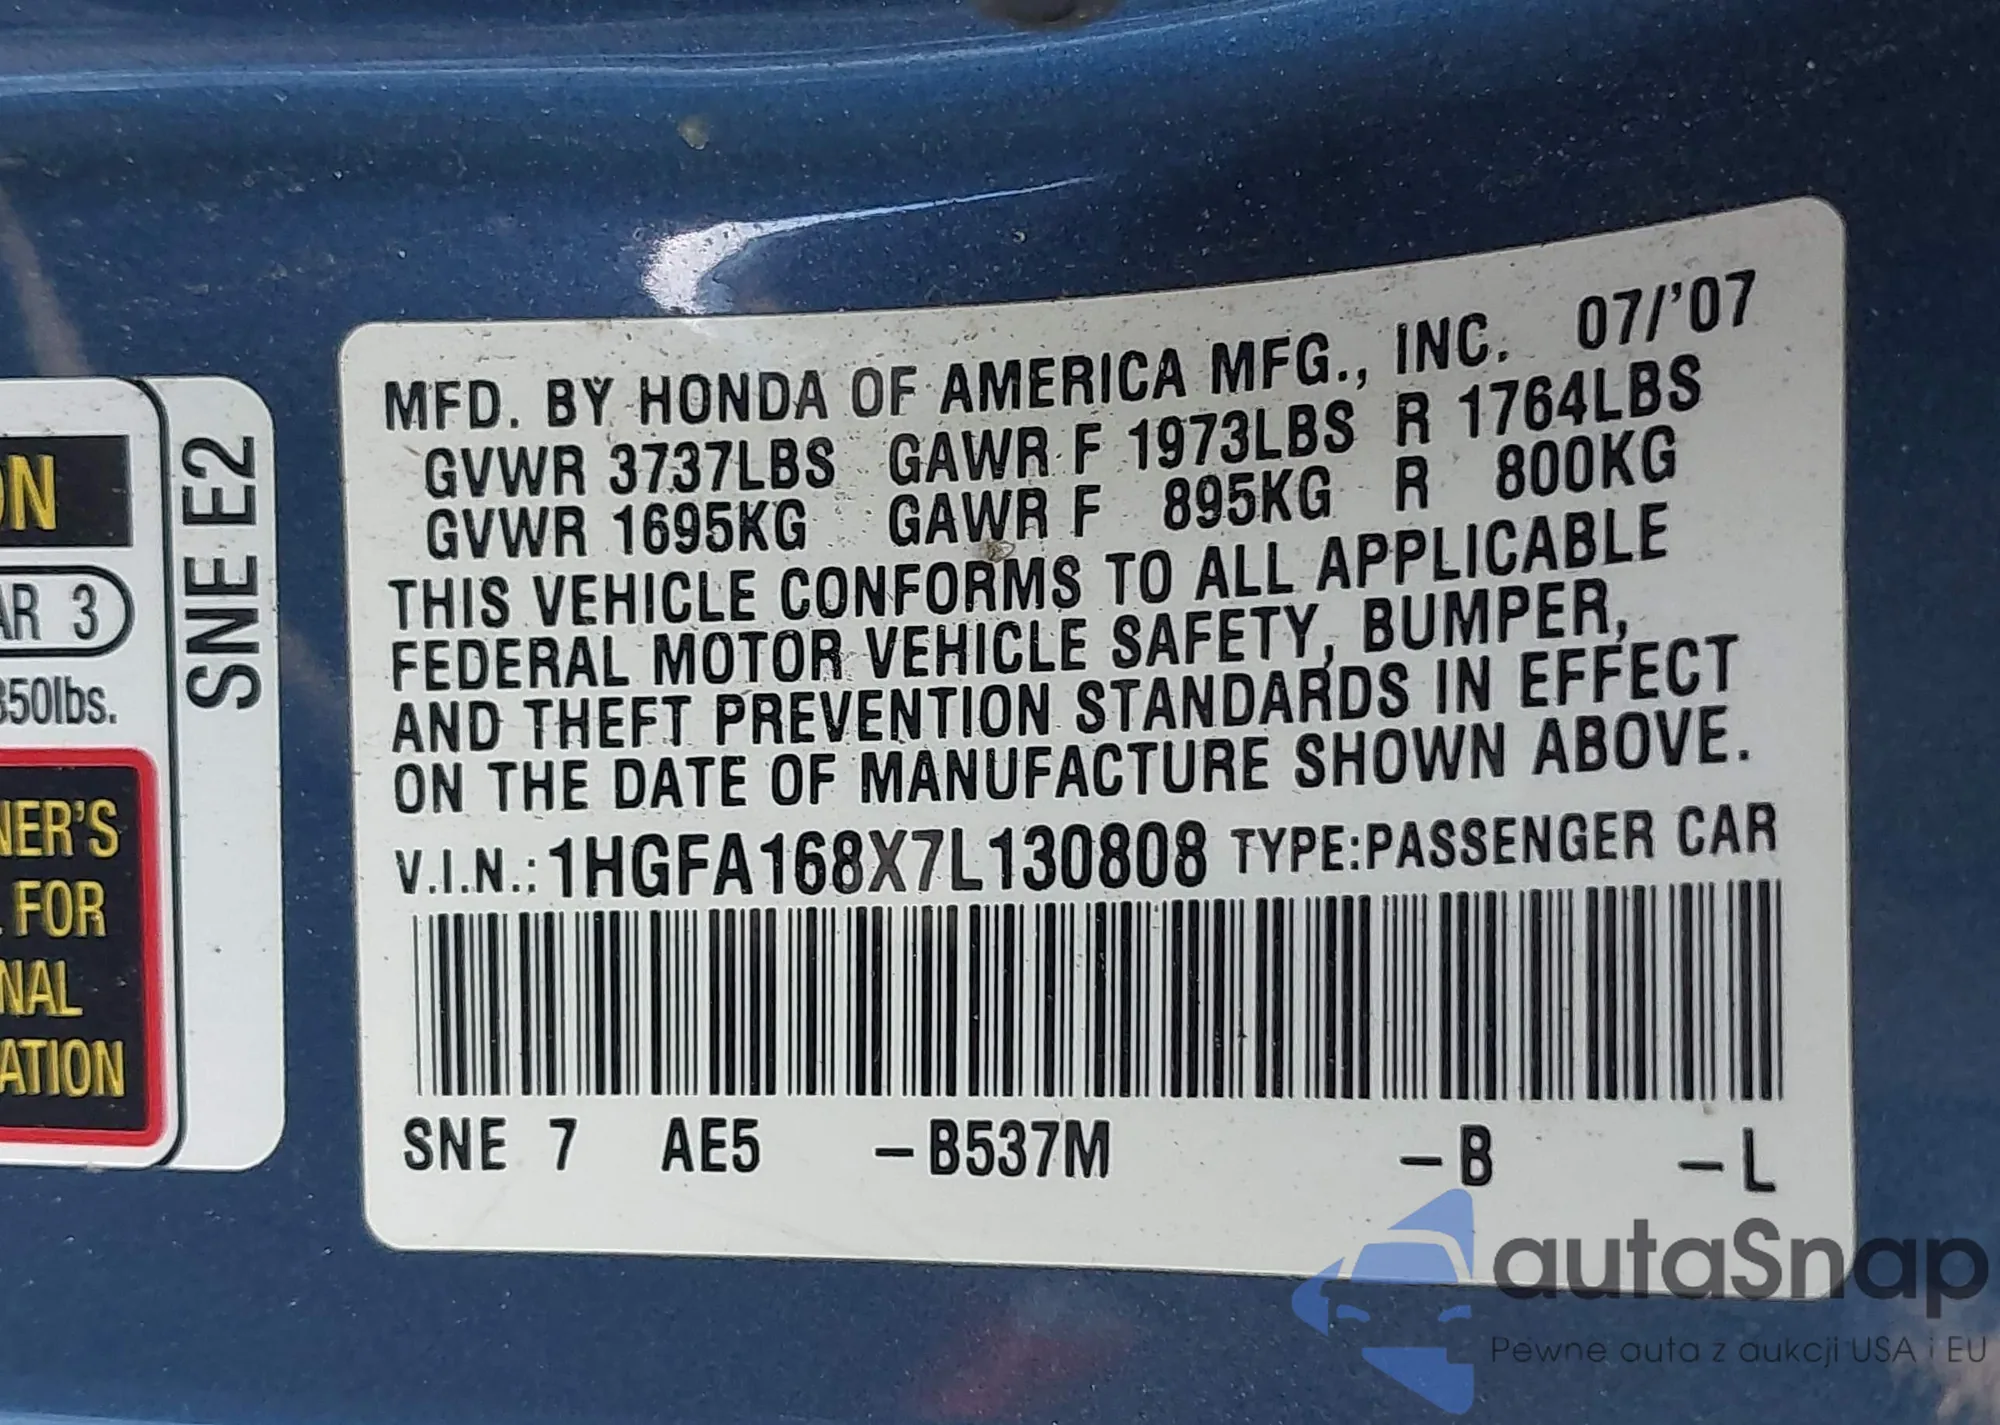 ON
AR 3
350lbs.
NER'S
FOR
NAL
ATION
SNE E2
MFD. BY HONDA OF AMERICA MFG., INC. 07/'07
GVWR 3737LBS GAWR F 1973LBS R 1764LBS
GVWR 1695KG GAWR F 895KG R 800KG
THIS VEHICLE CONFORMS TO ALL APPLICABLE
FEDERAL MOTOR VEHICLE SAFETY, BUMPER,
AND THEFT PREVENTION STANDARDS IN EFFECT
ON THE DATE OF MANUFACTURE SHOWN ABOVE.
V.I.N.: 1HGFA168X7L130808 TYPE:PASSENGER CAR
SNE 7 AE5 –B537M –B –L
autaSnap
Pewne auta z aukcji USA i EU